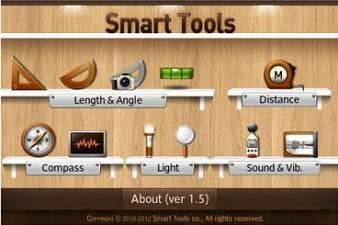 Smart Tools
M
Length & Angle
Distance
Compass
Light
Sound & Vib.
About (ver 1.5)
Copyright © 2010-2012 Smart Tools co., All rights reserved.